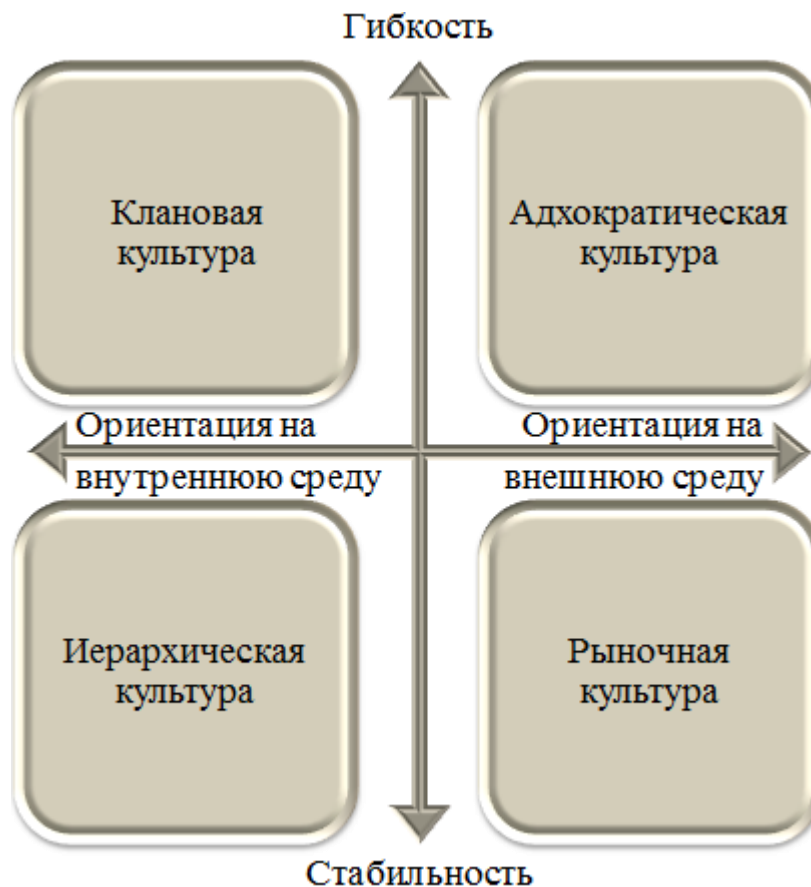 Гибкость
Клановая
культура
Адхократическая
культура
Ориентация на
внутреннюю среду
Ориентация на
внешнюю среду
Иерархическая
культура
Рыночная
культура
Стабильность